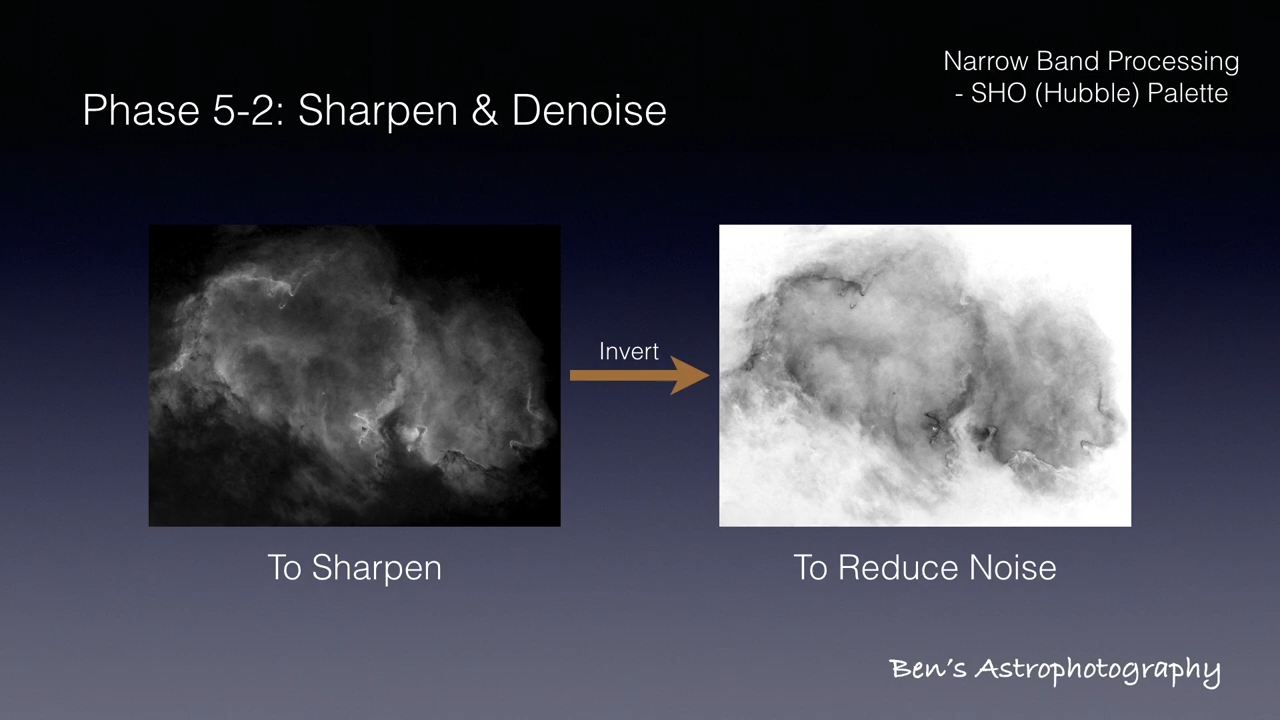 Narrow Band Processing
- SHO (Hubble) Palette
Phase 5-2: Sharpen & Denoise
Invert
To Sharpen
To Reduce Noise
Ben's Astrophotography